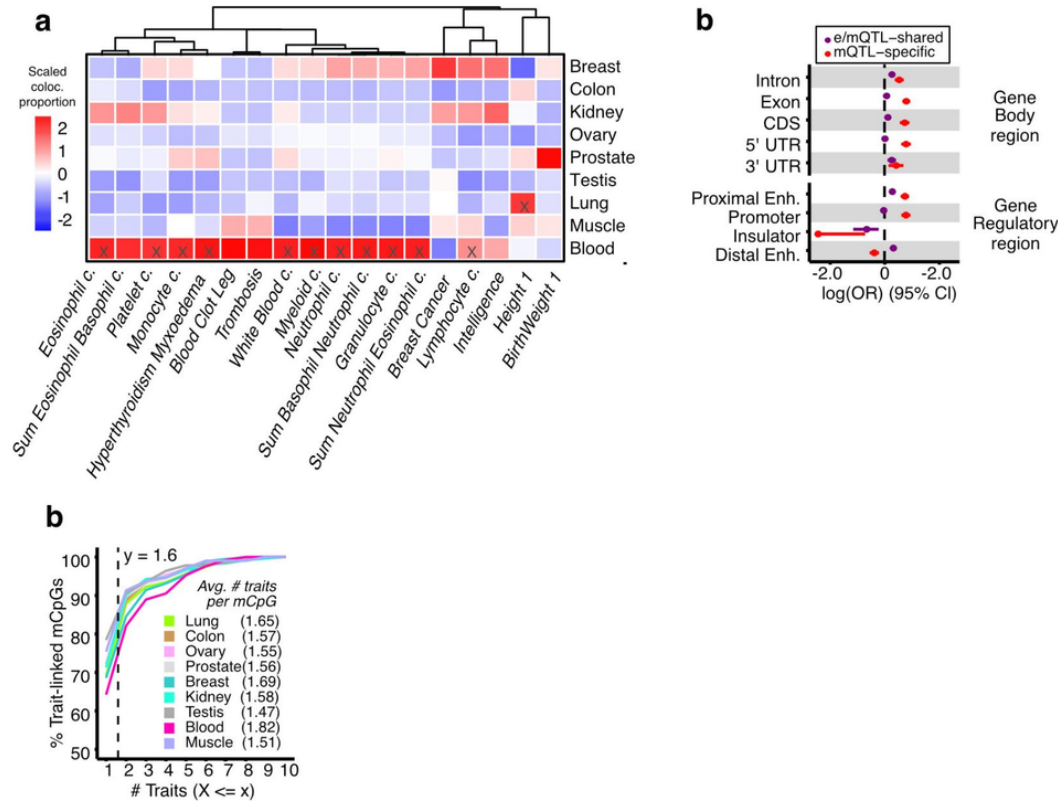 a
Scaled
coloc.
proportion
2
1
0
-1
-2
Breast
Colon
Kidney
Ovary
Prostate
Testis
Lung
Muscle
Blood
X
X X X X X X X X X X
Eosinophil c.
Sum Eosinophil Basophil c.
Platelet c.
Monocyte c.
Hyperthyroidism Myxoedema
Blood Clot Leg
Trombosis
White Blood c.
Myeloid c.
Neutrophil c.
Sum Basophil Neutrophil c.
Granulocyte c.
Sum Neutrophil Eosinophil c.
Breast Cancer
Lymphocyte c.
Intelligence
Height 1
BirthWeight 1
b
e/mQTL-shared
mQTL-specific
Intron
Exon
CDS
5' UTR
3' UTR
Gene
Body
region
Proximal Enh.
Promoter
Insulator
Distal Enh.
Gene
Regulatory
region
-2.0 0 -2.0
log(OR) (95% CI)
b
y = 1.6
% Trait-linked mCpGs
100
90
80
70
60
50
Avg. # traits
per mCpG
Lung (1.65)
Colon (1.57)
Ovary (1.55)
Prostate (1.56)
Breast (1.69)
Kidney (1.58)
Testis (1.47)
Blood (1.82)
Muscle (1.51)
1 2 3 4 5 6 7 8 9 10
# Traits (X <= x)